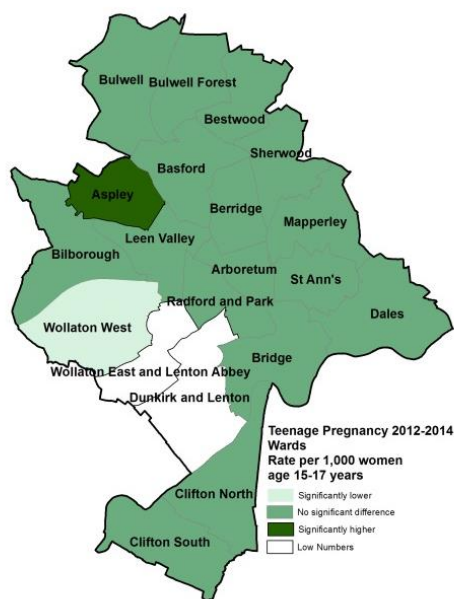 Bulwell
Bulwell Forest
Bestwood
Sherwood
Basford
Aspley
Berridge
Mapperley
Leen Valley
Bilborough
Arboretum
St Ann's
Radford and Park
Dales
Wollaton West
Bridge
Wollaton East and Lenton Abbey
Dunkirk and Lenton
Teenage Pregnancy 2012-2014
Wards
Rate per 1,000 women
age 15-17 years
Significantly lower
No significant difference
Significantly higher
Low Numbers
Clifton North
Clifton South